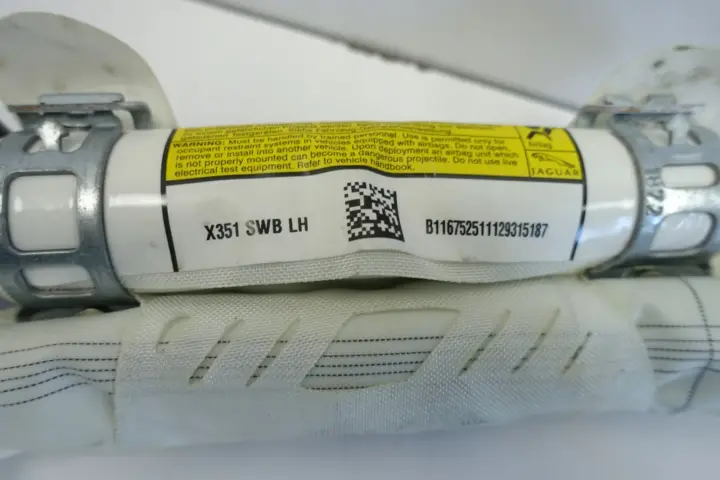 WARNING: Must be handled by trained personnel. Use is permitted only for
occupant restraint systems in vehicles equipped with airbags. Do not open,
remove or install into another vehicle. Upon deployment an airbag unit which
is not properly mounted can become a dangerous projectile. Do not use live
electrical test equipment. Refer to vehicle handbook.
Airbag
JAGUAR
X351 SWB LH
B116752511129315187